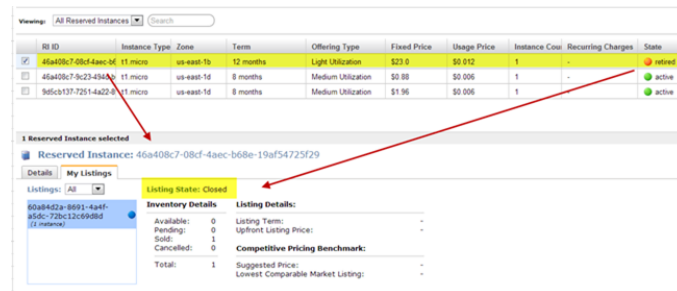 Viewing: All Reserved Instances Search
RI ID Instance Type Zone Term Offering Type Fixed Price Usage Price Instance Cou Recurring Charges State
46a408c7-08cf-4aec-b6 t1.micro us-east-1b 12 months Light Utilization $23.0 $0.012 1 - retired
46a408c7-9c23-494d-b t1.micro us-east-1d 8 months Medium Utilization $0.88 $0.006 1 - active
9d5cb137-7251-4a22-8 t1.micro us-east-1d 8 months Medium Utilization $1.96 $0.006 1 - active
1 Reserved Instance selected
Reserved Instance: 46a408c7-08cf-4aec-b68e-19af54725f29
Details My Listings
Listings: All Listing State: Closed
60a84d2a-8691-4a4f-
a5dc-72bc12c69d8d
(1 instance)
Inventory Details Listing Details:
Available: 0 Listing Term: -
Pending: 0 Upfront Listing Price: -
Sold: 1
Cancelled: 0 Competitive Pricing Benchmark:
Total: 1 Suggested Price: -
Lowest Comparable Market Listing: -